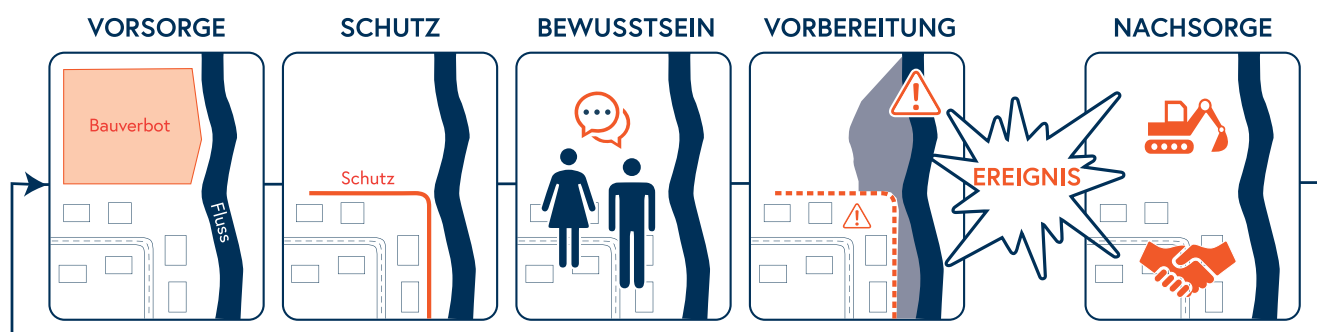 VORSORGE
SCHUTZ
BEWUSSTSEIN
VORBEREITUNG
NACHSORGE
Bauverbot
Fluss
Schutz
EREIGNIS